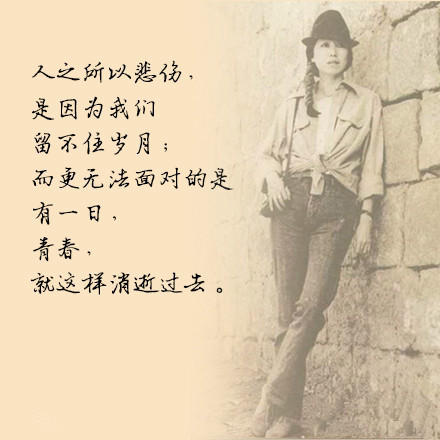 人之所以悲伤，
是因为我们
留不住岁月；
而更无法面对的是
有一日，
青春，
就这样消逝过去。